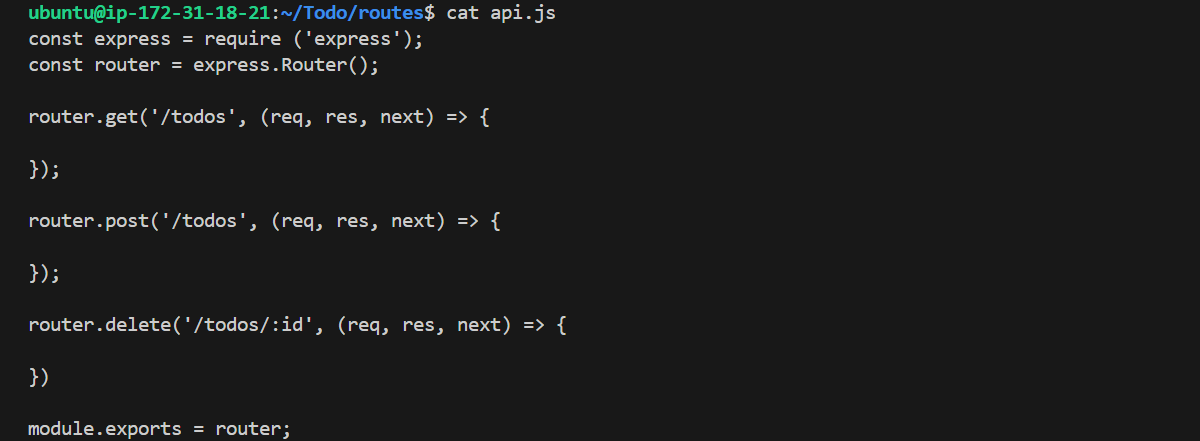 ubuntu@ip-172-31-18-21:~/Todo/routes$ cat api.js
const express = require ('express');
const router = express.Router();
router.get('/todos', (req, res, next) => {
});
router.post('/todos', (req, res, next) => {
});
router.delete('/todos/:id', (req, res, next) => {
})
module.exports = router;